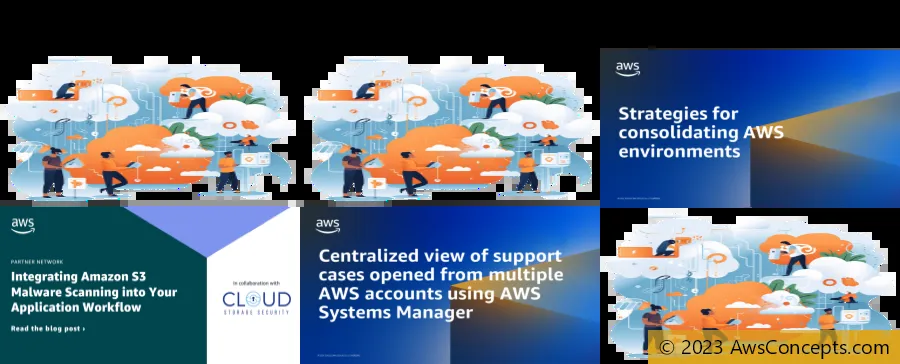 aws
Strategies for
consolidating AWS
environments
aws
PARTNER NETWORK
Integrating Amazon S3
Malware Scanning into Your
Application Workflow
Read the blog post ›
In collaboration with
CLOUD
STORAGE SECURITY
aws
Centralized view of support
cases opened from multiple
AWS accounts using AWS
Systems Manager
© 2023 AwsConcepts.com